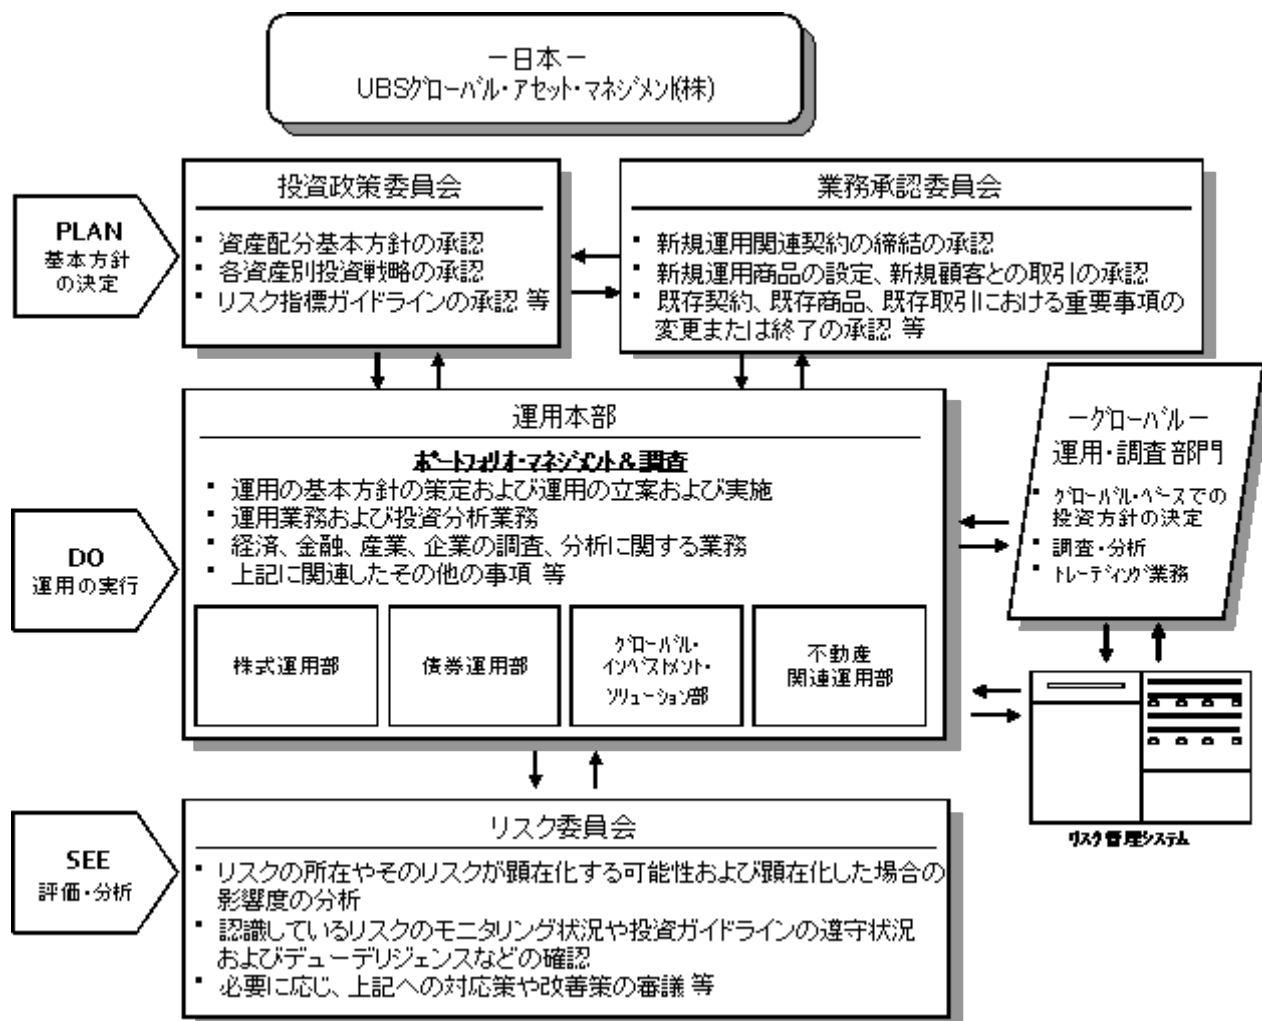 －日本－
UBSｸﾞﾛｰﾊﾞﾙ・アセット・マネジメント(株)
PLAN
基本方針
の決定
投資政策委員会
▪ 資産配分基本方針の承認
▪ 各資産別投資戦略の承認
▪ リスク指標ガイドラインの承認 等
業務承認委員会
▪ 新規運用関連契約の締結の承認
▪ 新規運用商品の設定、新規顧客との取引の承認
▪ 既存契約、既存商品、既存取引における重要事項の
変更または終了の承認 等
DO
運用の実行
運用本部
ﾎﾟｰﾄﾌｫﾘｵ・ﾏﾈｼﾞﾒﾝﾄ＆調査
▪ 運用の基本方針の策定および運用の立案および実施
▪ 運用業務および投資分析業務
▪ 経済、金融、産業、企業の調査、分析に関する業務
▪ 上記に関連したその他の事項 等
株式運用部
債券運用部
ｸﾞﾛｰﾊﾞﾙ・
ｲﾝﾍﾞｽﾄﾒﾝﾄ・
ｿﾘｭｰｼｮﾝ部
不動産
関連運用部
－ｸﾞﾛｰﾊﾞﾙ－
運用・調査部門
▪ ｸﾞﾛｰﾊﾞﾙ・ﾍﾞｰｽでの
投資方針の決定
▪ 調査・分析
▪ ﾄﾚｰﾃﾞｨﾝｸﾞ業務
ﾘｽｸ管理ｼｽﾃﾑ
SEE
評価・分析
リスク委員会
▪ リスクの所在やそのリスクが顕在化する可能性および顕在化した場合の
影響度の分析
▪ 認識しているリスクのモニタリング状況や投資ガイドラインの遵守状況
およびデューデリジェンスなどの確認
▪ 必要に応じ、上記への対応策や改善策の審議 等